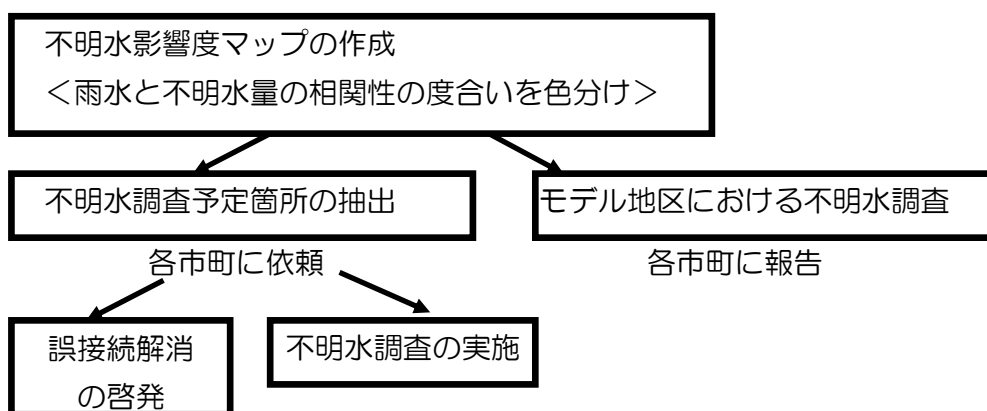 不明水影響度マップの作成
＜雨水と不明水量の相関性の度合いを色分け＞
不明水調査予定箇所の抽出
モデル地区における不明水調査
各市町に依頼
各市町に報告
誤接続解消
の啓発
不明水調査の実施